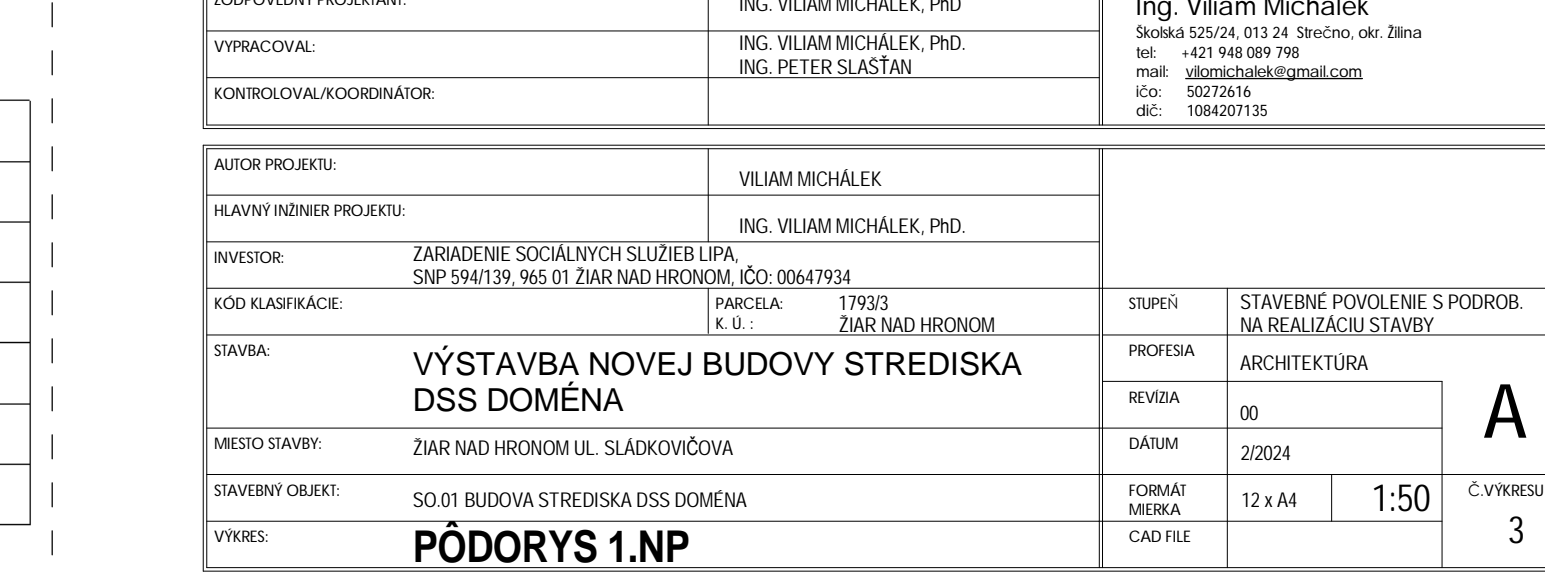 ZODPOVEDNÝ PROJEKTANT:
ING. VILIAM MICHÁLEK, PhD
VYPRACOVAL:
ING. VILIAM MICHÁLEK, PhD.
ING. PETER SLAŠŤAN
KONTROLOVAL/KOORDINÁTOR:
Ing. Viliam Michálek
Školská 525/24, 013 24 Strečno, okr. Žilina
tel: +421 948 089 798
mail: vilomichalek@gmail.com
ičo: 50272616
dič: 1084207135
AUTOR PROJEKTU:
VILIAM MICHÁLEK
HLAVNÝ INŽINIER PROJEKTU:
ING. VILIAM MICHÁLEK, PhD.
INVESTOR:
ZARIADENIE SOCIÁLNYCH SLUŽIEB LIPA,
SNP 594/139, 965 01 ŽIAR NAD HRONOM, IČO: 00647934
KÓD KLASIFIKÁCIE:
PARCELA: 1793/3
K. Ú. : ŽIAR NAD HRONOM
STAVBA:
VÝSTAVBA NOVEJ BUDOVY STREDISKA
DSS DOMÉNA
MIESTO STAVBY:
ŽIAR NAD HRONOM UL. SLÁDKOVIČOVA
STAVEBNÝ OBJEKT:
SO.01 BUDOVA STREDISKA DSS DOMÉNA
VÝKRES:
PÔDORYS 1.NP
STUPEŇ
STAVEBNÉ POVOLENIE S PODROB.
NA REALIZÁCIU STAVBY
PROFESIA
ARCHITEKTÚRA
REVÍZIA
00
A
DÁTUM
2/2024
FORMÁT
MIERKA
12 x A4
1:50
Č.VÝKRESU
3
CAD FILE